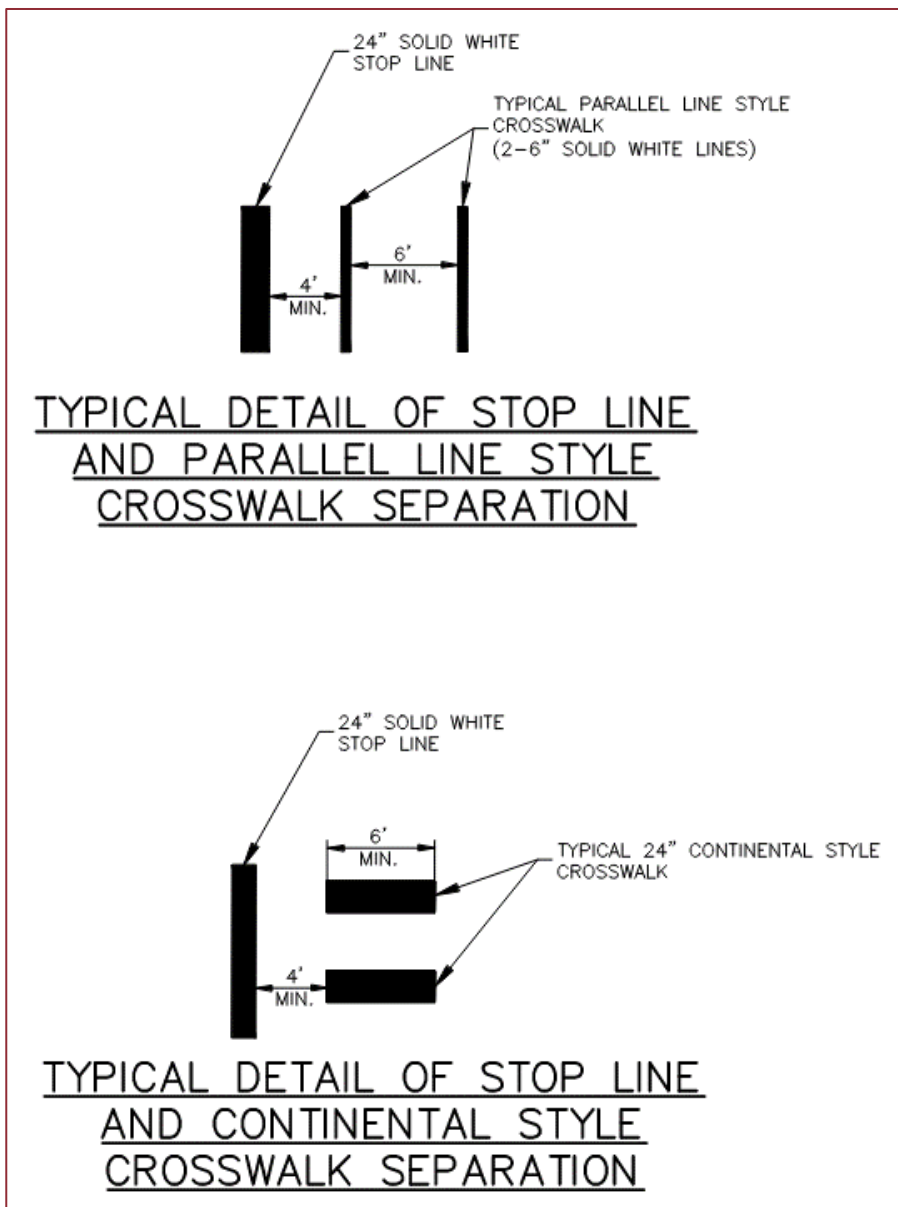 24” SOLID WHITE
STOP LINE
TYPICAL PARALLEL LINE STYLE
CROSSWALK
(2–6” SOLID WHITE LINES)
6’
MIN.
4’
MIN.
TYPICAL DETAIL OF STOP LINE
AND PARALLEL LINE STYLE
CROSSWALK SEPARATION
24” SOLID WHITE
STOP LINE
6’
MIN.
TYPICAL 24” CONTINENTAL STYLE
CROSSWALK
4’
MIN.
TYPICAL DETAIL OF STOP LINE
AND CONTINENTAL STYLE
CROSSWALK SEPARATION